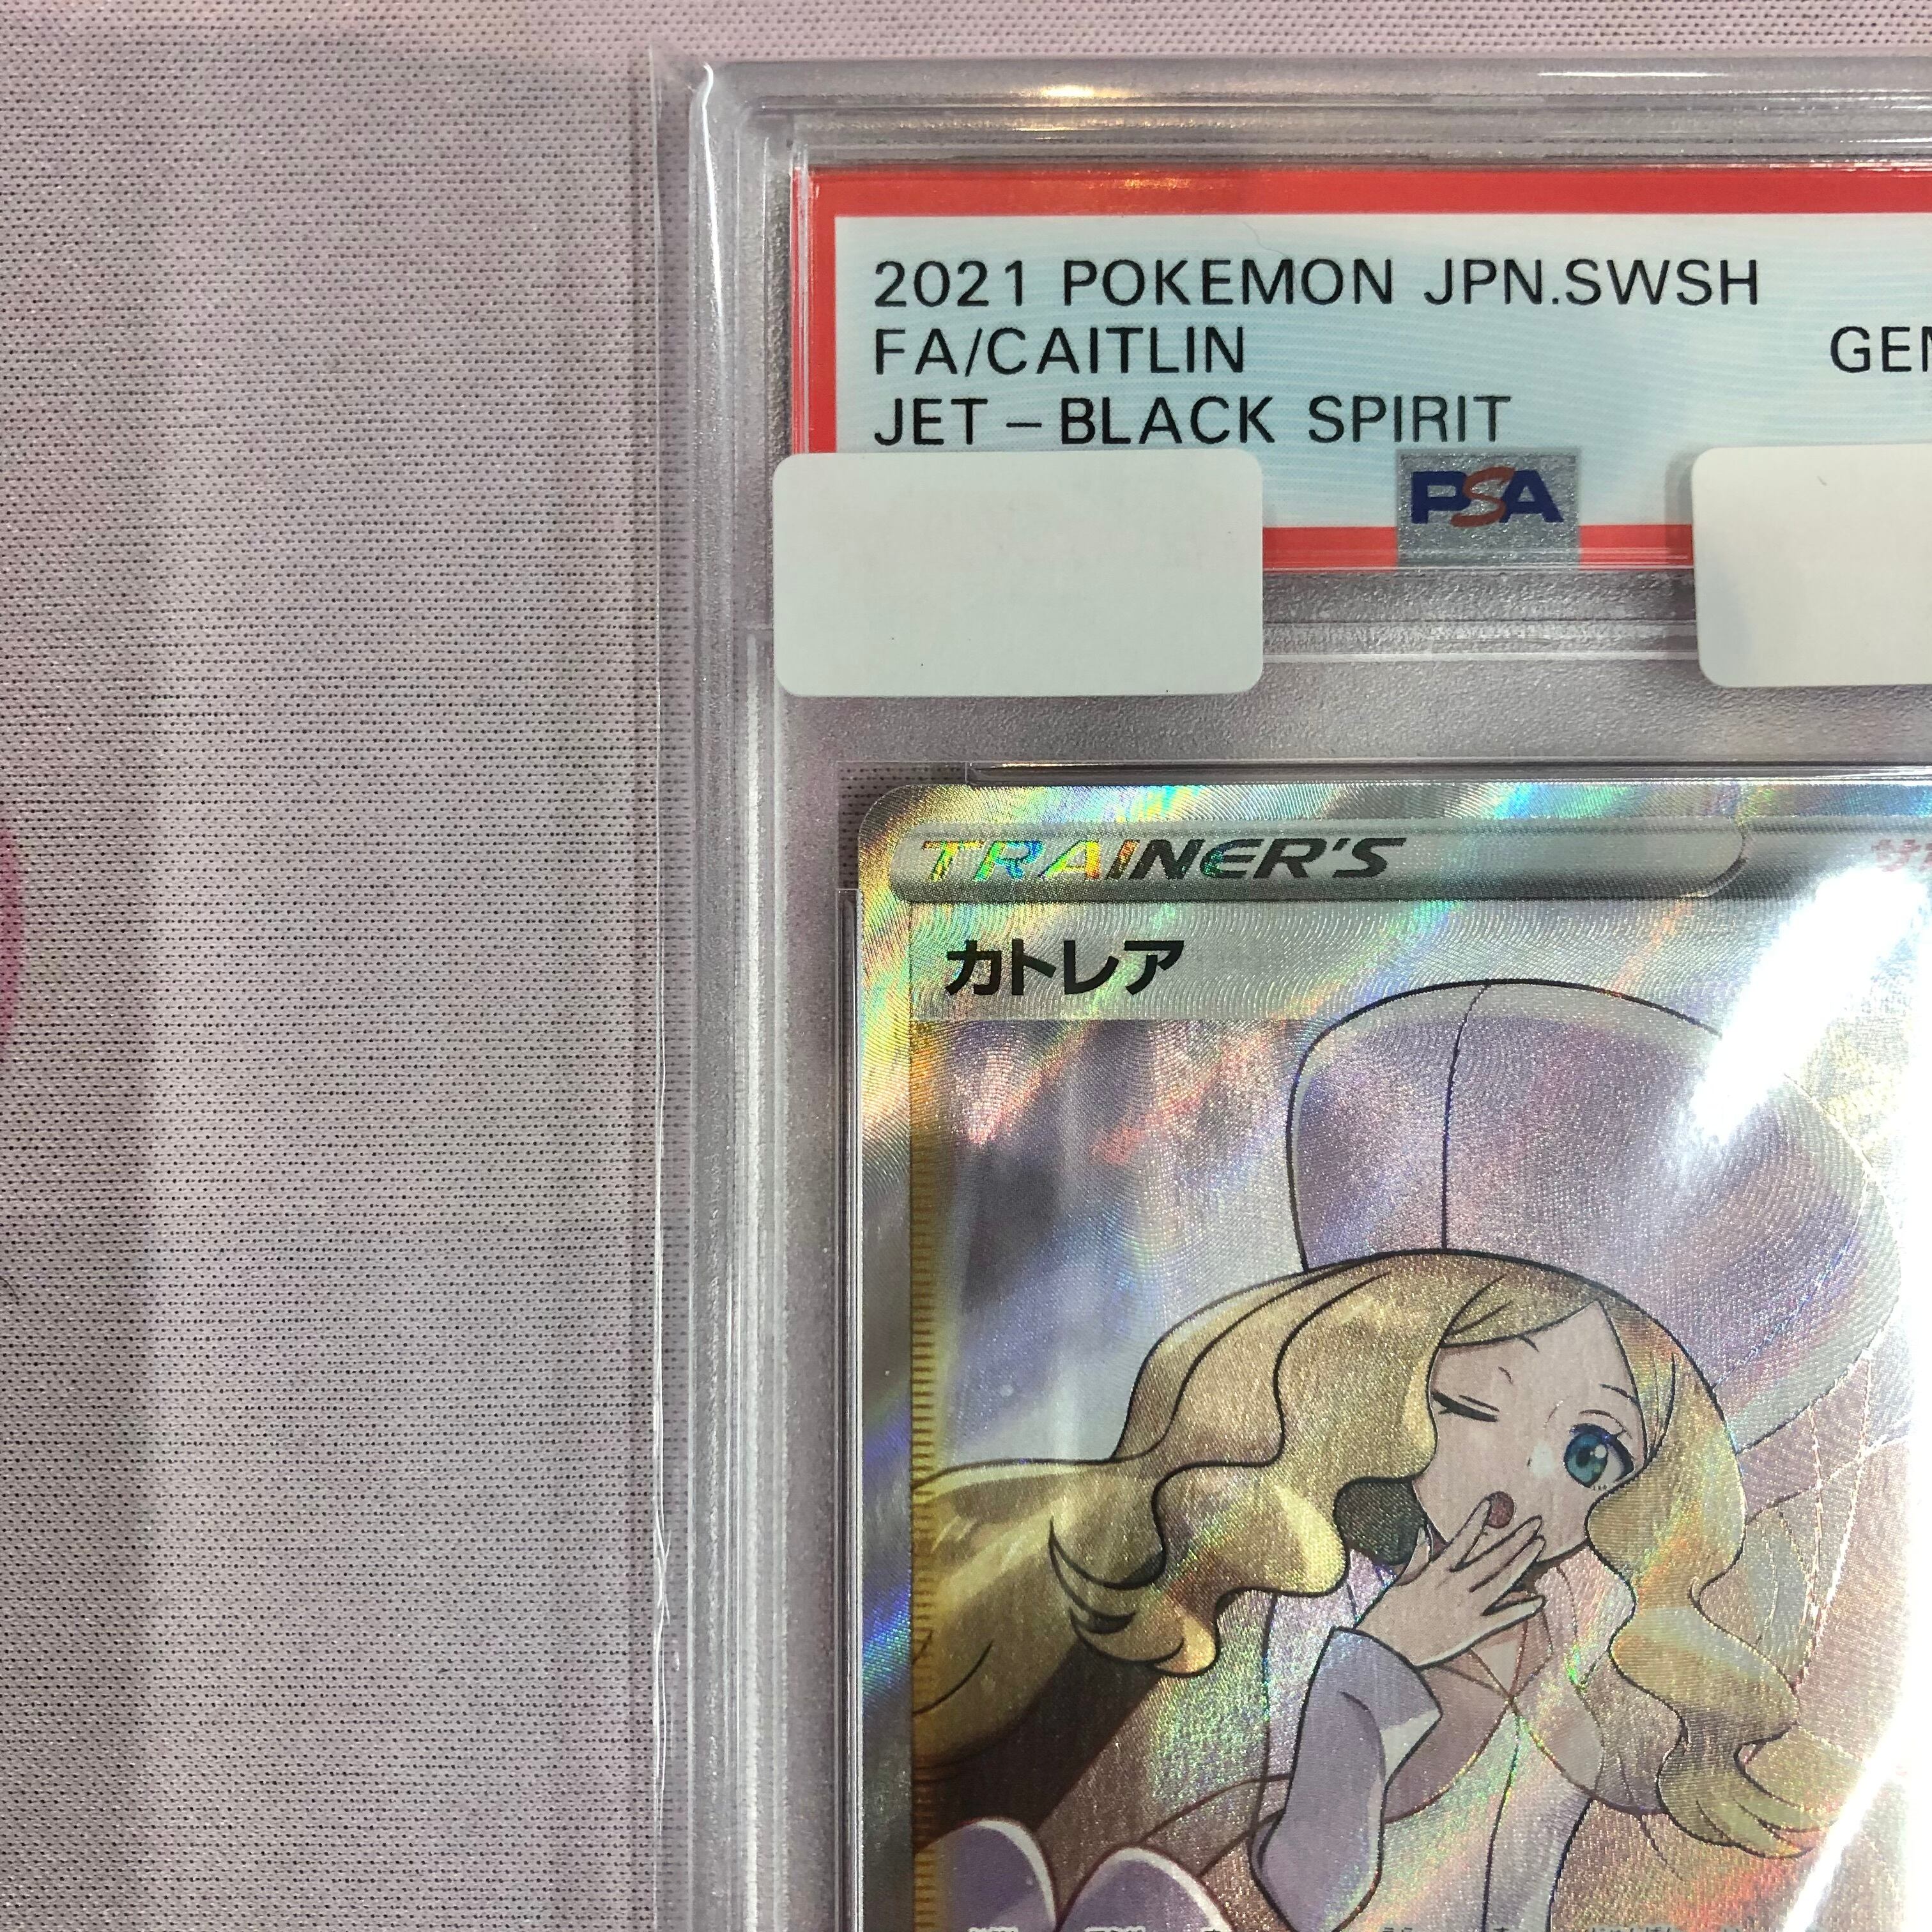 2021 POKEMON JPN.SWSH
FA/CAITLIN
GEM
JET-BLACK SPIRIT
PSA
TRAINER'S
カトレア